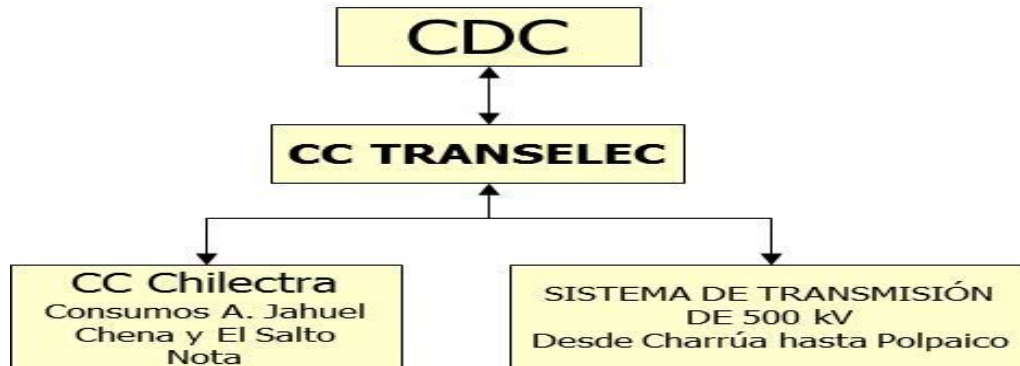 CDC
CC TRANSELEC
CC Chilectra
Consumos A. Jahuel
Chena y El Salto
Nota
SISTEMA DE TRANSMISIÓN
DE 500 kV
Desde Charrúa hasta Polpaico